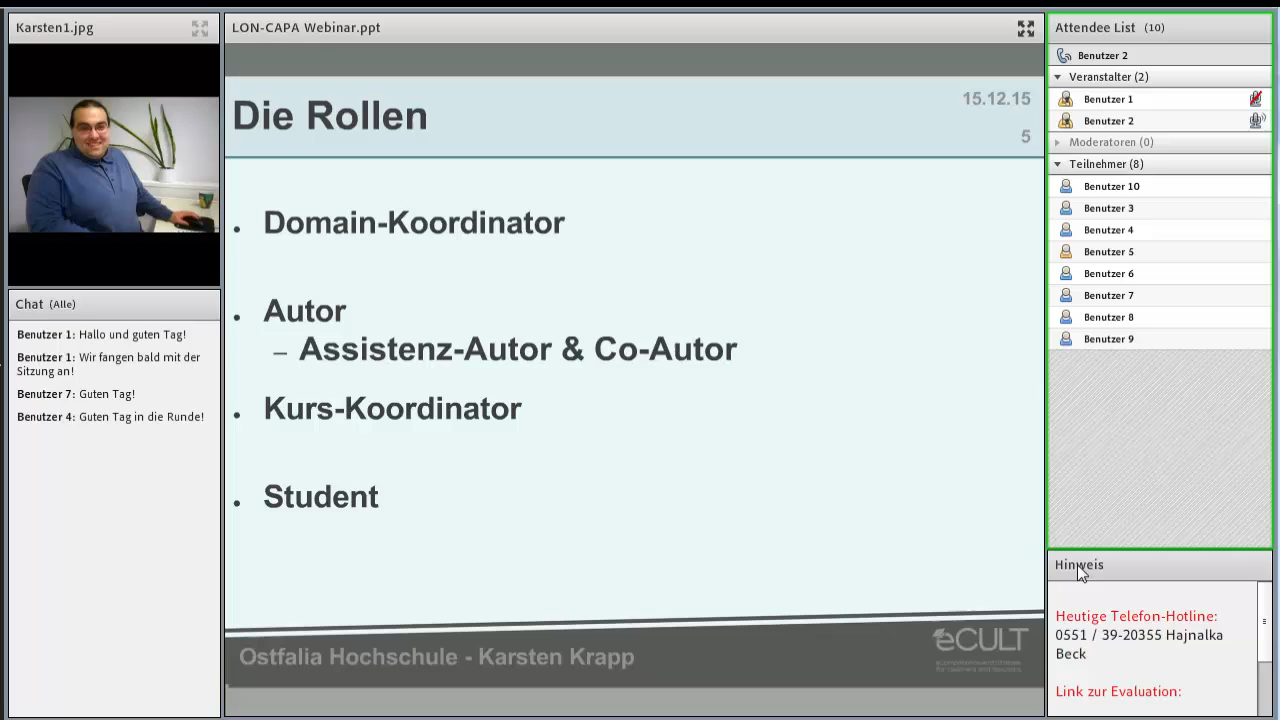 Karsten1.jpg
LON-CAPA Webinar.ppt
Die Rollen
15.12.15
5
Domain-Koordinator
Autor
– Assistenz-Autor & Co-Autor
Kurs-Koordinator
Student
eCULT
Ostfalia Hochschule - Karsten Krapp
Chat (Alle)
Benutzer 1: Hallo und guten Tag!
Benutzer 1: Wir fangen bald mit der
Sitzung an!
Benutzer 7: Guten Tag!
Benutzer 4: Guten Tag in die Runde!
Attendee List (10)
Benutzer 2
Veranstalter (2)
Benutzer 1
Benutzer 2
Moderatoren (0)
Teilnehmer (8)
Benutzer 10
Benutzer 3
Benutzer 4
Benutzer 5
Benutzer 6
Benutzer 7
Benutzer 8
Benutzer 9
Hinweis
Heutige Telefon-Hotline:
0551 / 39-20355 Hajnalka
Beck
Link zur Evaluation: